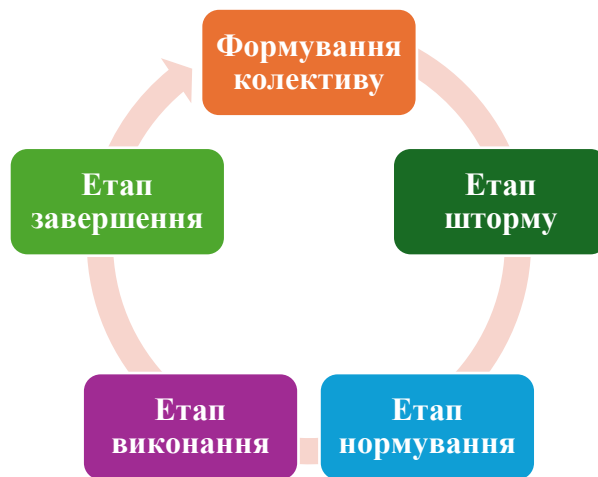 Формування
колективу
Етап
шторму
Етап
нормування
Етап
виконання
Етап
завершення